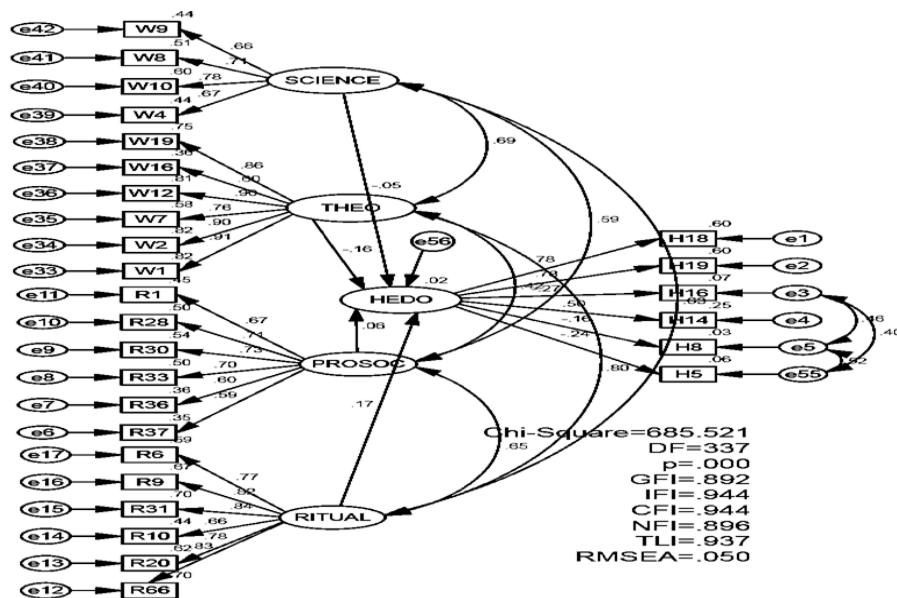 .44
e42 W9
.51 .66
e41 W8 .71
.60 SCIENCE
e40 W10 .78
.44 .67
e39 W4
.75
e38 W19 .69
.36
e37 W16 .86
.81 .60 -.05
e36 W12 .90
.58 .76 THEO
e35 W7 .90 .59 .60
.82 .91 e56 H18 e1
e34 W2 -.16 .78 .60
.82 H19 e2
e33 W1 .02 .07
.45 HEDO H16 e3
e11 R1 .50 .25
.50 .67 -.16 H14 e4 .46
e10 R28 .71 .06 -.24 .03 .40
.54 .73 H8 e5
e9 R30 .06
.50 .70 PROSOC .80 H5 e55
e8 R33 .60
.36 .59 .17
e7 R36
.35
e6 R37 Chi-Square=685.521
.59 .65
e17 R6 DF=337
.67 .77 p=.000
e16 R9 .82 GFI=.892
.70 .84 IFI=.944
e15 R31 RITUAL CFI=.944
.44 .66
e14 R10 .78 NFI=.896
.62 .83 TLI=.937
e13 R20 RMSEA=.050
.70
e12 R66